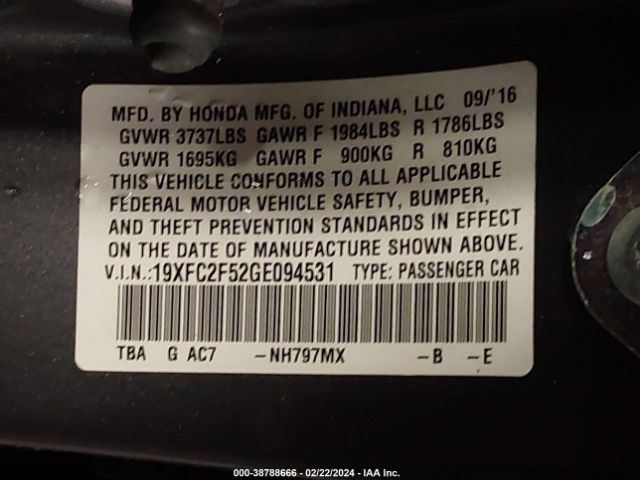 MFD. BY HONDA MFG. OF INDIANA, LLC 09/'16
GVWR 3737LBS GAWR F 1984LBS R 1786LBS
GVWR 1695KG GAWR F 900KG R 810KG
THIS VEHICLE CONFORMS TO ALL APPLICABLE
FEDERAL MOTOR VEHICLE SAFETY, BUMPER,
AND THEFT PREVENTION STANDARDS IN EFFECT
ON THE DATE OF MANUFACTURE SHOWN ABOVE.
V.I.N.:19XFC2F52GE094531 TYPE: PASSENGER CAR
TBA G AC7 -NH797MX -B -E
000-38788666 - 02/22/2024 - IAA Inc.